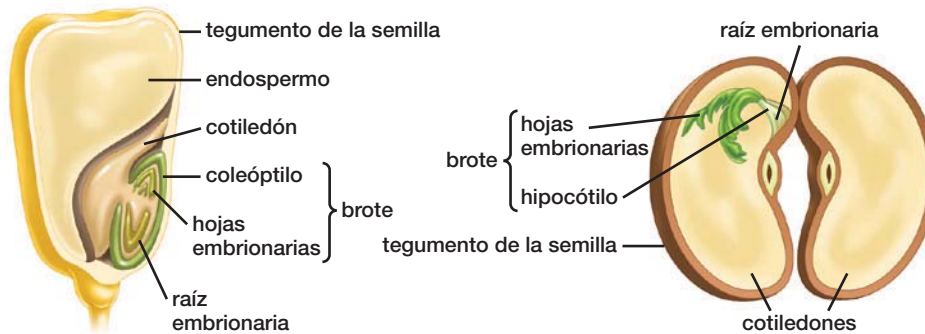 tegumento de la semilla
endospermo
cotiledón
coleóptilo
hojas
embrionarias
brote
raíz
embrionaria
raíz embrionaria
hojas
embrionarias
brote
hipocótilo
tegumento de la semilla
cotiledones